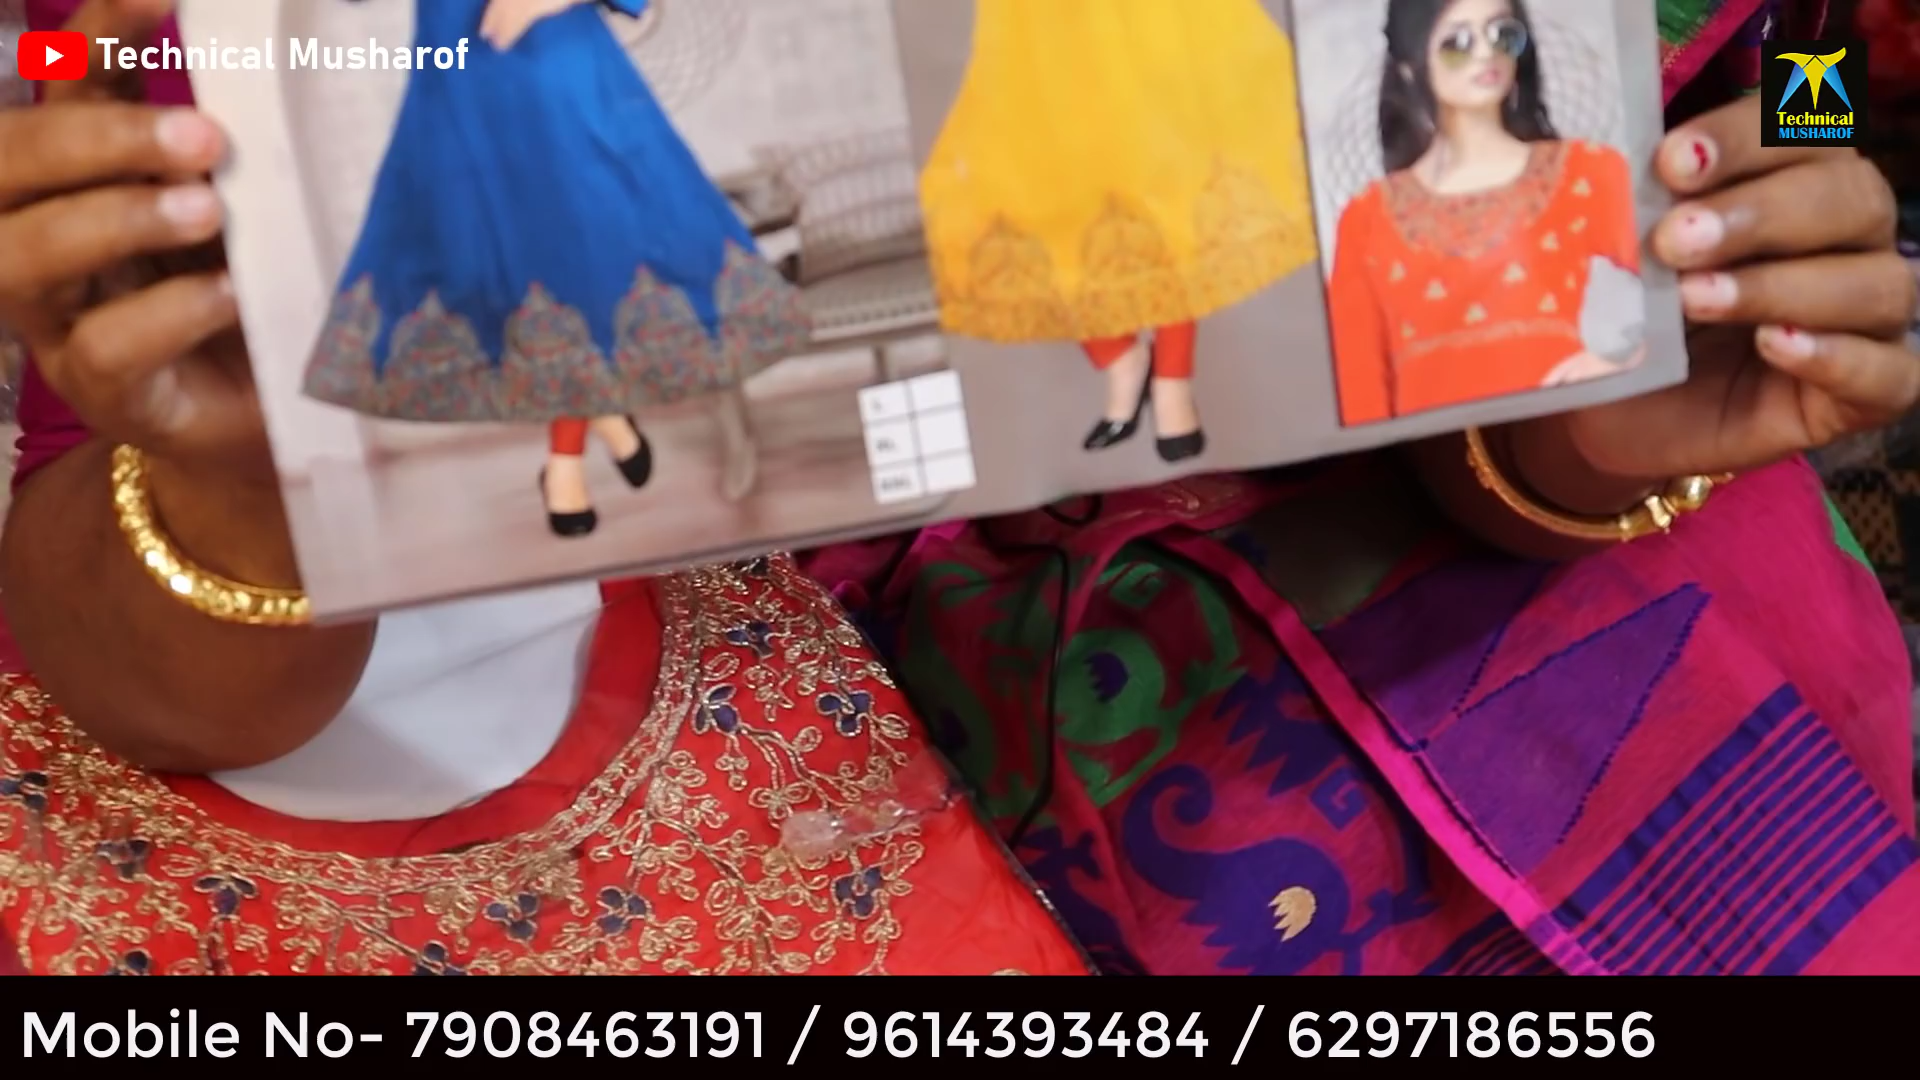 Technical Musharof
Technical
MUSHAROF
Mobile No- 7908463191 / 9614393484 / 6297186556